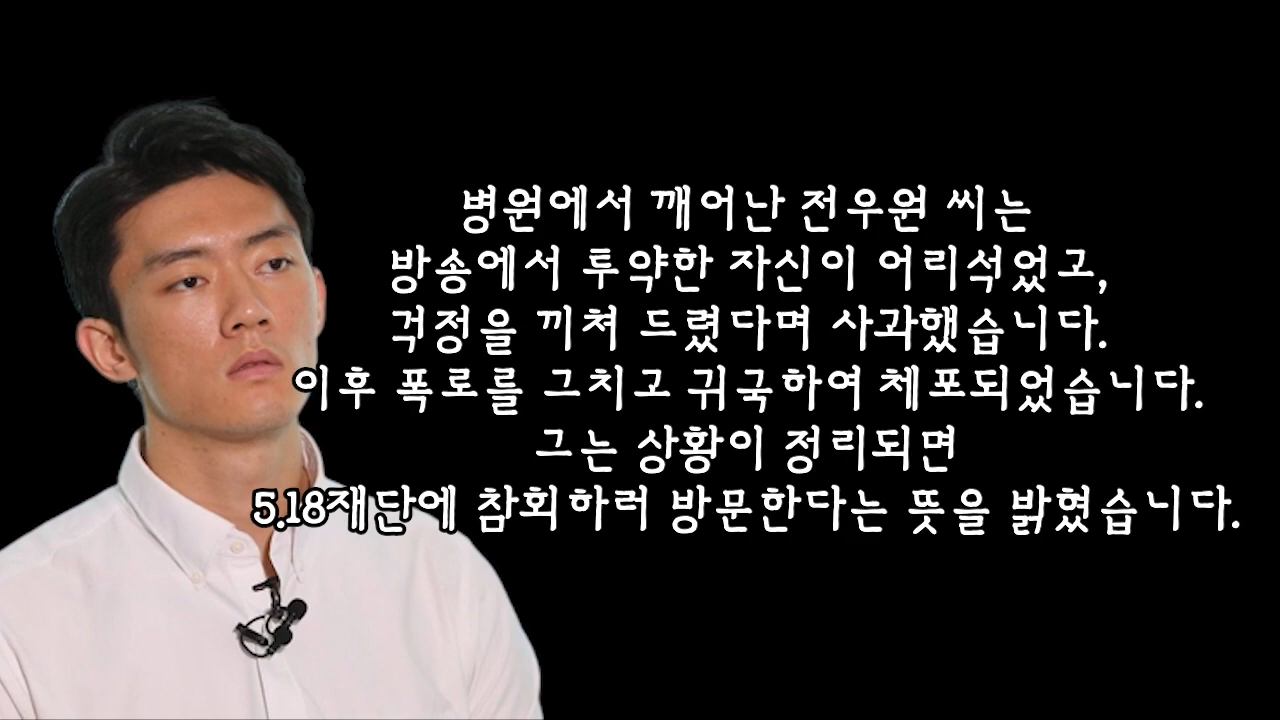 병원에서 깨어난 전우원 씨는
방송에서 투약한 자신이 어리석었고,
걱정을 끼쳐 드렸다며 사과했습니다.
이후 폭로를 그치고 귀국하여 체포되었습니다.
그는 상황이 정리되면
5.18재단에 참회하러 방문한다는 뜻을 밝혔습니다.